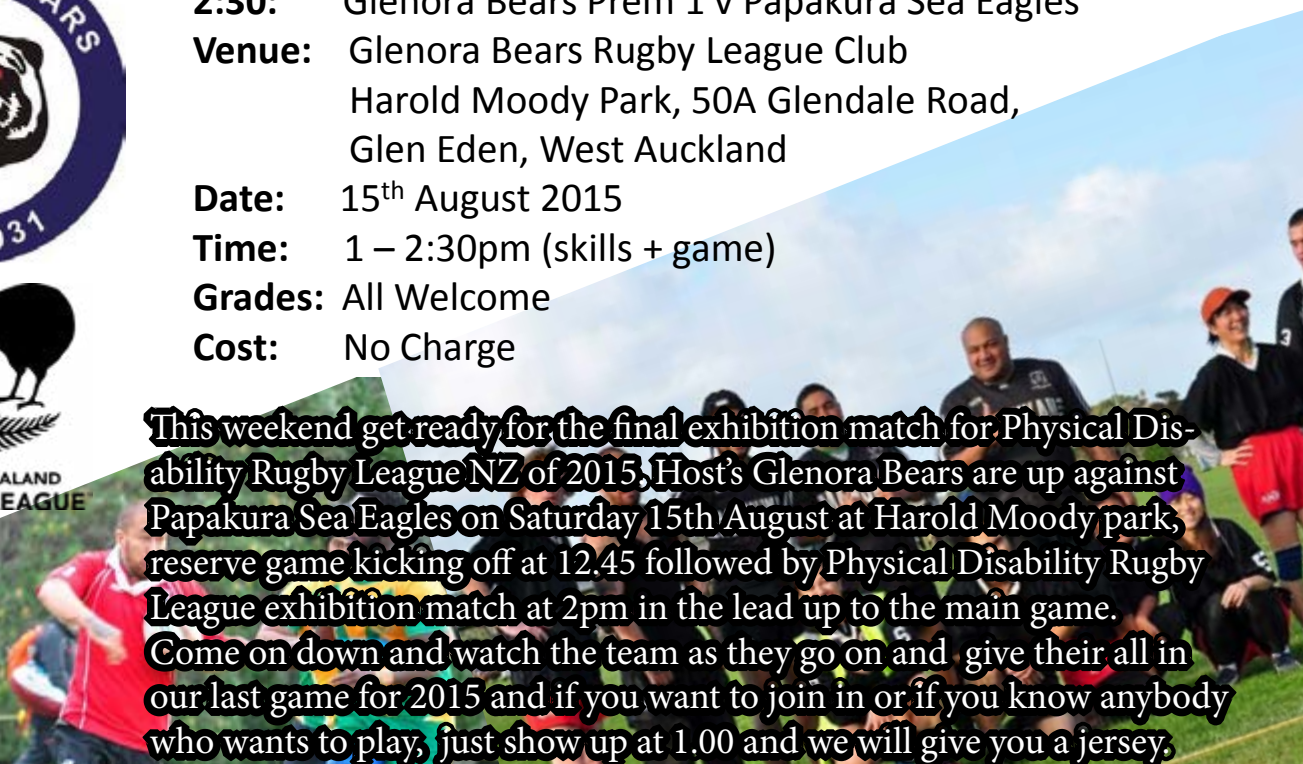 ARS
2:30: Glenora Bears Prem 1 v Papakura Sea Eagles
Venue: Glenora Bears Rugby League Club
Harold Moody Park, 50A Glendale Road,
Glen Eden, West Auckland
Date: 15th August 2015
931
Time: 1 – 2:30pm (skills + game)
Grades: All Welcome
Cost: No Charge
ALAND
EAGUE
This weekend get ready for the final exhibition match for Physical Dis-
ability Rugby League NZ of 2015. Host's Glenora Bears are up against
Papakura Sea Eagles on Saturday 15th August at Harold Moody park,
reserve game kicking off at 12.45 followed by Physical Disability Rugby
League exhibition match at 2pm in the lead up to the main game.
Come on down and watch the team as they go on and give their all in
our last game for 2015 and if you want to join in or if you know anybody
who wants to play, just show up at 1.00 and we will give you a jersey.